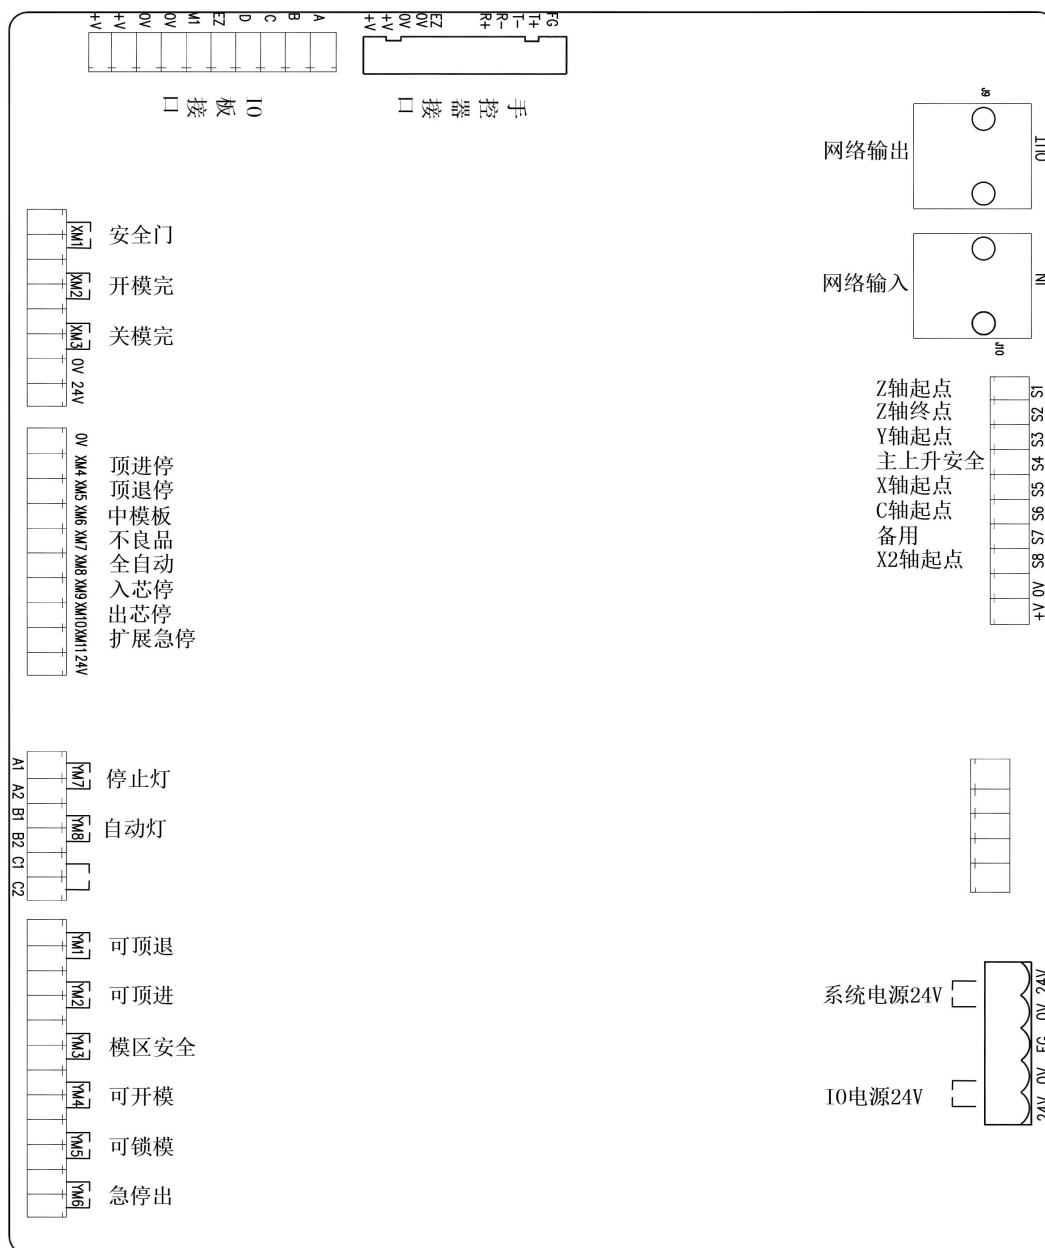 +V +V 0V 0V M1 EZ D C B A
+V +V 0V 0V EZ R+ R- T- T+ FG
IO板接口
手控器接口
J9
网络输出
OUT
网络输入
IN
J10
XM1 安全门
XM2 开模完
XM3 关模完
0V 24V
0V
XM4 顶进停
XM5 顶退停
XM6 中模板
XM7 不良品
XM8 全自动
XM9 入芯停
XM10 出芯停
XM11 扩展急停
24V
Z轴起点 S1
Z轴终点 S2
Y轴起点 S3
主上升安全 S4
X轴起点 S5
C轴起点 S6
备用 S7
X2轴起点 S8
0V
+V
A1 A2 B1 B2 C1 C2
YM7 停止灯
YM8 自动灯
YM1 可顶退
YM2 可顶进
YM3 模区安全
YM4 可开模
YM5 可锁模
YM6 急停出
系统电源24V
IO电源24V
24V 0V FG 0V 24V